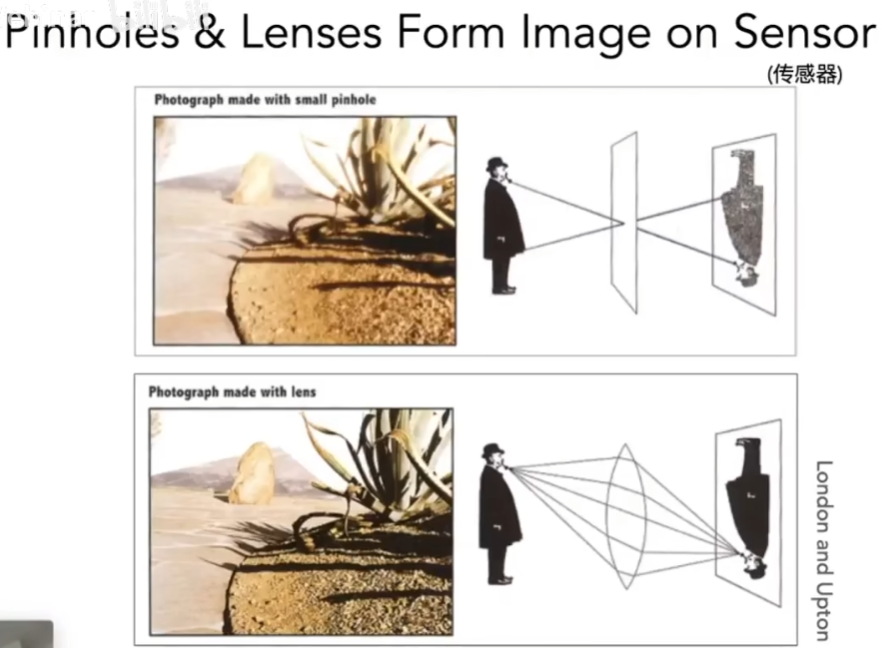 Pinholes & Lenses Form Image on Sensor
(传感器)
Photograph made with small pinhole
Photograph made with lens
London and Upton